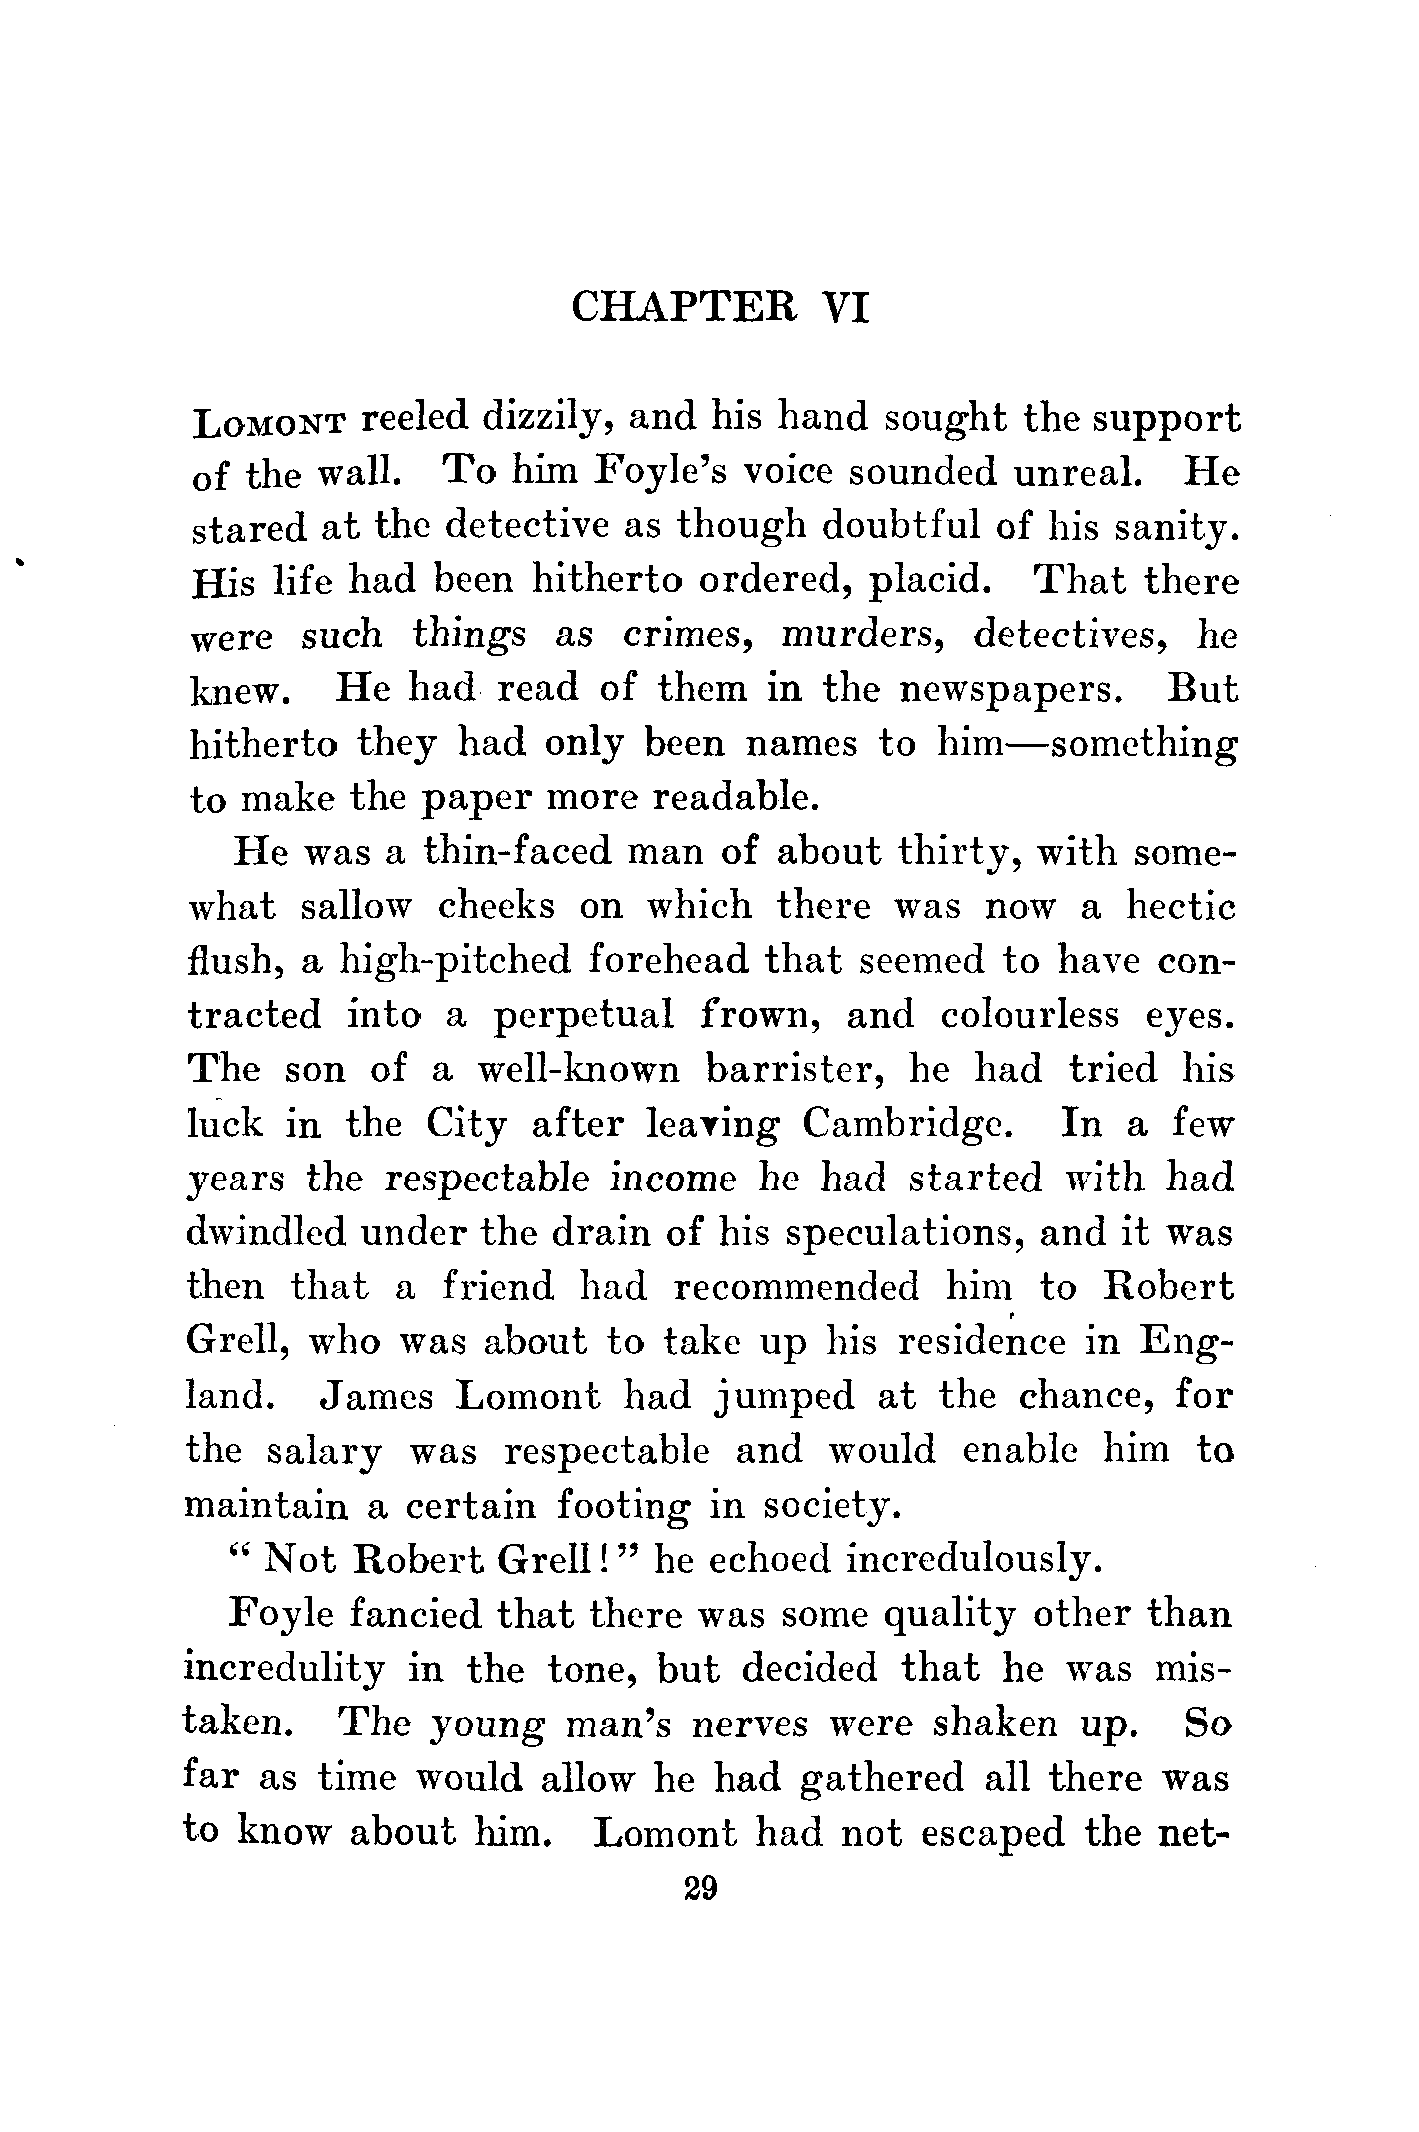 CHAPTER VI
LOMONT reeled dizzily, and his hand sought the support
of the wall. To him Foyle's voice sounded unreal. He
stared at the detective as though doubtful of his sanity.
His life had been hitherto ordered, placid. That there
were such things as crimes, murders, detectives, he
knew. He had read of them in the newspapers. But
hitherto they had only been names to him—something
to make the paper more readable.
He was a thin-faced man of about thirty, with some-
what sallow cheeks on which there was now a hectic
flush, a high-pitched forehead that seemed to have con-
tracted into a perpetual frown, and colourless eyes.
The son of a well-known barrister, he had tried his
luck in the City after leaving Cambridge. In a few
years the respectable income he had started with had
dwindled under the drain of his speculations, and it was
then that a friend had recommended him to Robert
Grell, who was about to take up his residence in Eng-
land. James Lomont had jumped at the chance, for
the salary was respectable and would enable him to
maintain a certain footing in society.
“ Not Robert Grell! ” he echoed incredulously.
Foyle fancied that there was some quality other than
incredulity in the tone, but decided that he was mis-
taken. The young man's nerves were shaken up. So
far as time would allow he had gathered all there was
to know about him. Lomont had not escaped the net-
29